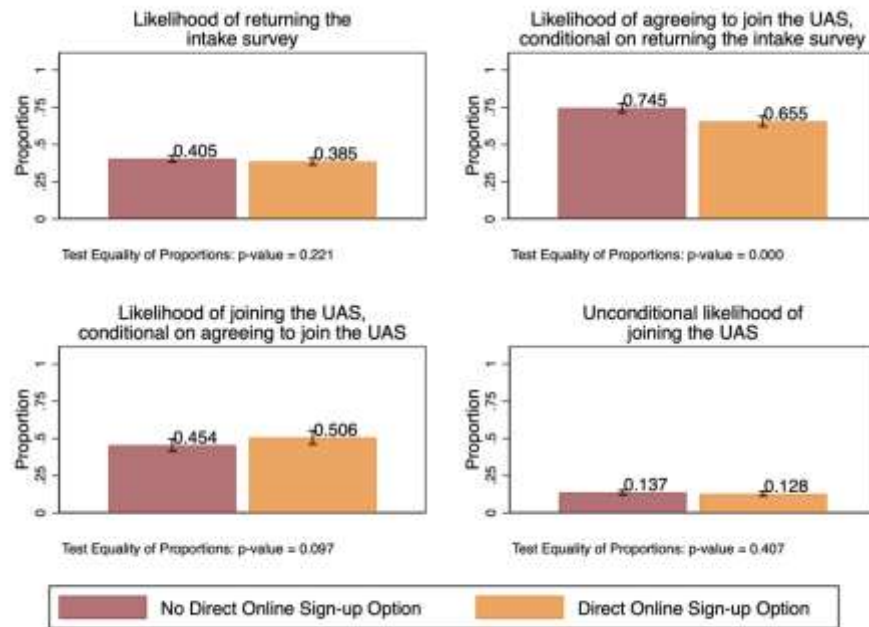 Likelihood of returning the
intake survey
Proportion
1
.75
.5
.25
0
0.405
0.385
Test Equality of Proportions: p-value = 0.221
Likelihood of agreeing to join the UAS,
conditional on returning the intake survey
Proportion
1
.75
.5
.25
0
0.745
0.655
Test Equality of Proportions: p-value = 0.000
Likelihood of joining the UAS,
conditional on agreeing to join the UAS
Proportion
1
.75
.5
.25
0
0.454
0.506
Test Equality of Proportions: p-value = 0.097
Unconditional likelihood of
joining the UAS
Proportion
1
.75
.5
.25
0
0.137
0.128
Test Equality of Proportions: p-value = 0.407
No Direct Online Sign-up Option
Direct Online Sign-up Option